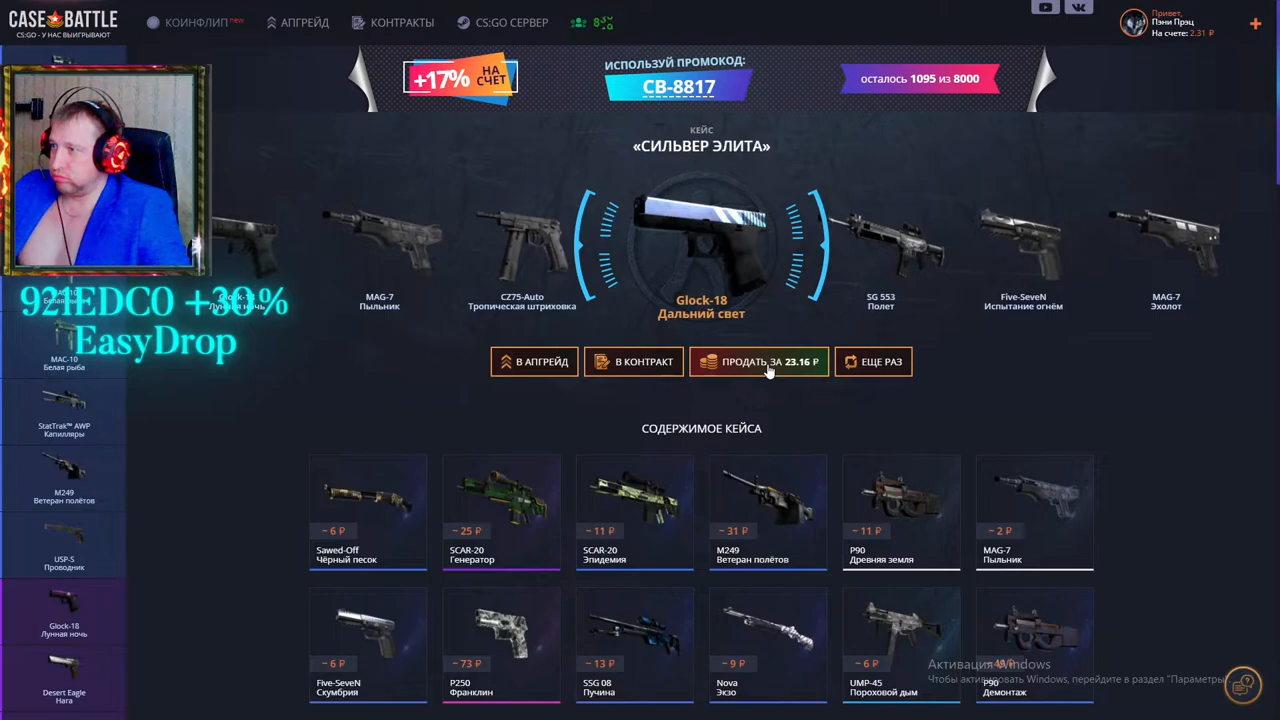 CASE BATTLE
CS:GO - У НАС ВЫИГРЫВАЮТ
КОИНФЛИП new
АПГРЕЙД
КОНТРАКТЫ
CS:GO СЕРВЕР
Привет,
Пэни Прэц
На счете: 2.31 ₽
+17% НА СЧЕТ
ИСПОЛЬЗУЙ ПРОМОКОД:
CB-8817
осталось 1095 из 8000
КЕЙС
«СИЛЬВЕР ЭЛИТА»
921EDC0 +30%
EasyDrop
MAG-7
Пыльник
CZ75-Auto
Тропическая штриховка
Glock-18
Дальний свет
SG 553
Полет
Five-SeveN
Испытание огнём
MAG-7
Эхолот
В АПГРЕЙД
В КОНТРАКТ
ПРОДАТЬ ЗА 23.16 ₽
ЕЩЕ РАЗ
СОДЕРЖИМОЕ КЕЙСА
MAC-10
Белая рыба
StatTrak™ AWP
Капилляры
M249
Ветеран полётов
USP-S
Проводник
Glock-18
Лунная ночь
Desert Eagle
Нага
~ 6 ₽
Sawed-Off
Чёрный песок
~ 25 ₽
SCAR-20
Генератор
~ 11 ₽
SCAR-20
Эпидемия
~ 31 ₽
M249
Ветеран полётов
~ 11 ₽
P90
Древняя земля
~ 2 ₽
MAG-7
Пыльник
~ 6 ₽
Five-SeveN
Скумбрия
~ 73 ₽
P250
Франклин
~ 13 ₽
SSG 08
Пучина
~ 9 ₽
Nova
Экзо
~ 6 ₽
UMP-45
Пороховой дым
P90
Демонтаж
Активация Windows
Чтобы активировать Windows, перейдите в раздел "Параметры".